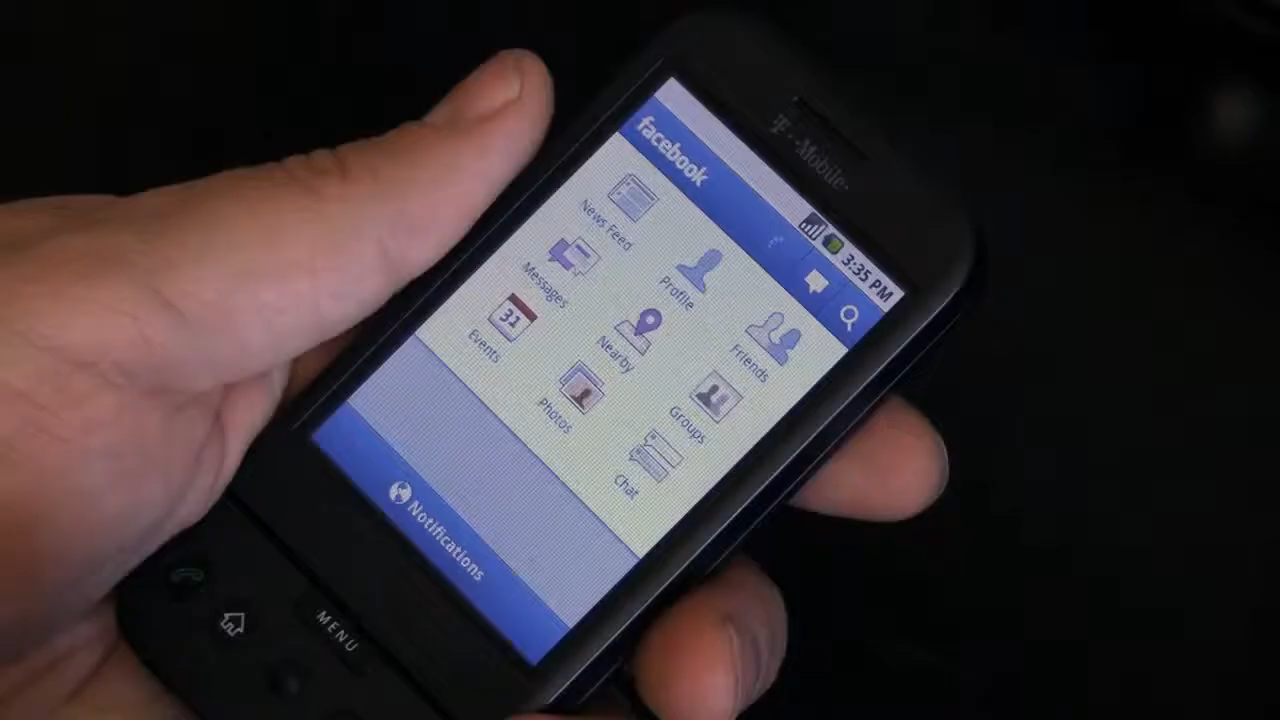 T··Mobile·
3:35 PM
facebook
News Feed
Profile
Friends
Messages
Nearby
Groups
31
Events
Photos
Chat
Notifications
MENU